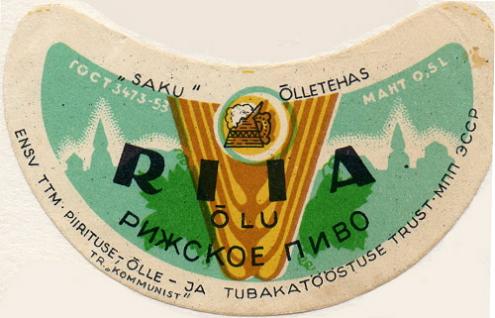 "SAKU" ÕLLETEHAS
ГОСТ 3473-53
МАНТ 0,5 L
RIIA
ÕLU
РИЖСКОЕ ПИВО
ENSV TTM. PIIRITUSE-, ÕLLE- JA TUBAKATÖÖSTUSE TRUST-МПП ЭССР
TR. „KOMMUNIST"